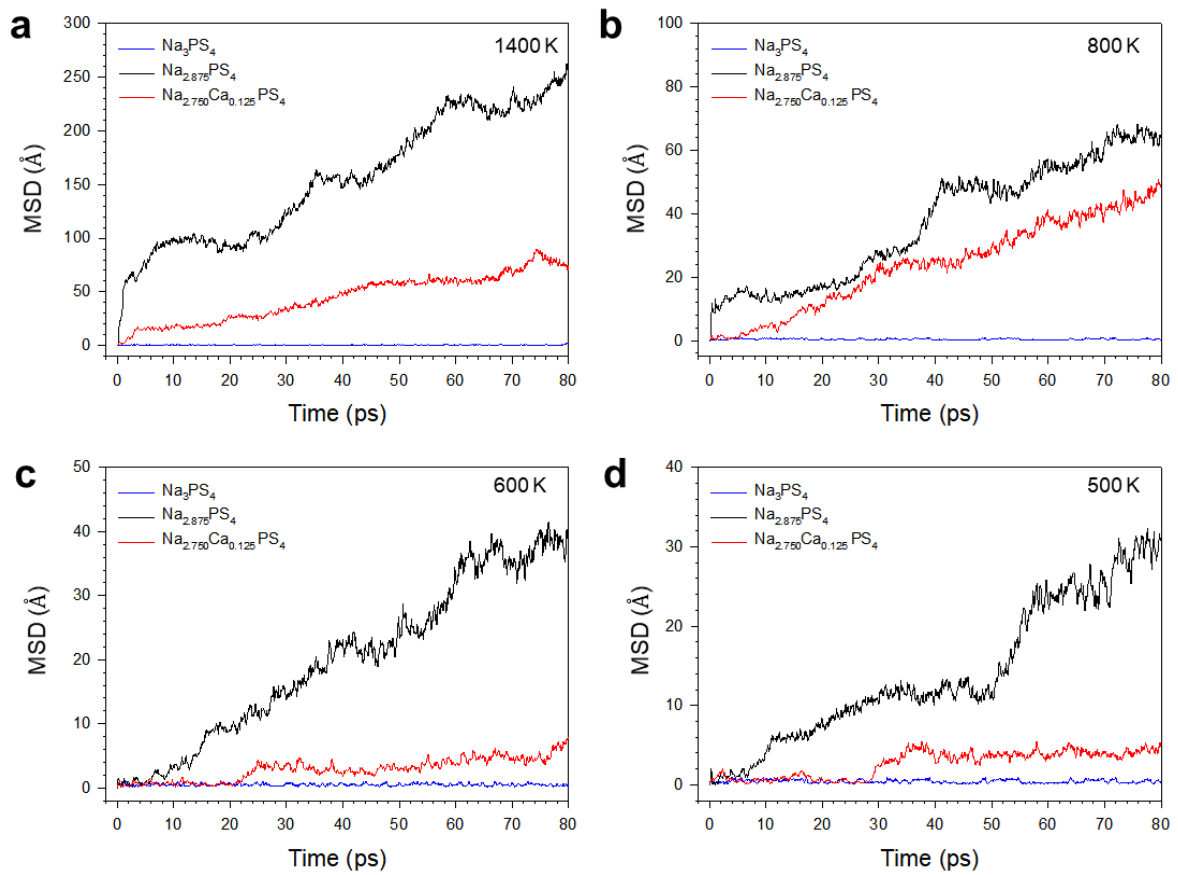 a
1400 K
Na₃PS₄
Na₂.₈₇₅PS₄
Na₂.₇₅₀Ca₀.₁₂₅PS₄
300
250
200
150
100
50
0
MSD (Å)
0 10 20 30 40 50 60 70 80
Time (ps)
b
800 K
Na₃PS₄
Na₂.₈₇₅PS₄
Na₂.₇₅₀Ca₀.₁₂₅PS₄
100
80
60
40
20
0
MSD (Å)
0 10 20 30 40 50 60 70 80
Time (ps)
c
600 K
Na₃PS₄
Na₂.₈₇₅PS₄
Na₂.₇₅₀Ca₀.₁₂₅PS₄
50
40
30
20
10
0
MSD (Å)
0 10 20 30 40 50 60 70 80
Time (ps)
d
500 K
Na₃PS₄
Na₂.₈₇₅PS₄
Na₂.₇₅₀Ca₀.₁₂₅PS₄
40
30
20
10
0
MSD (Å)
0 10 20 30 40 50 60 70 80
Time (ps)